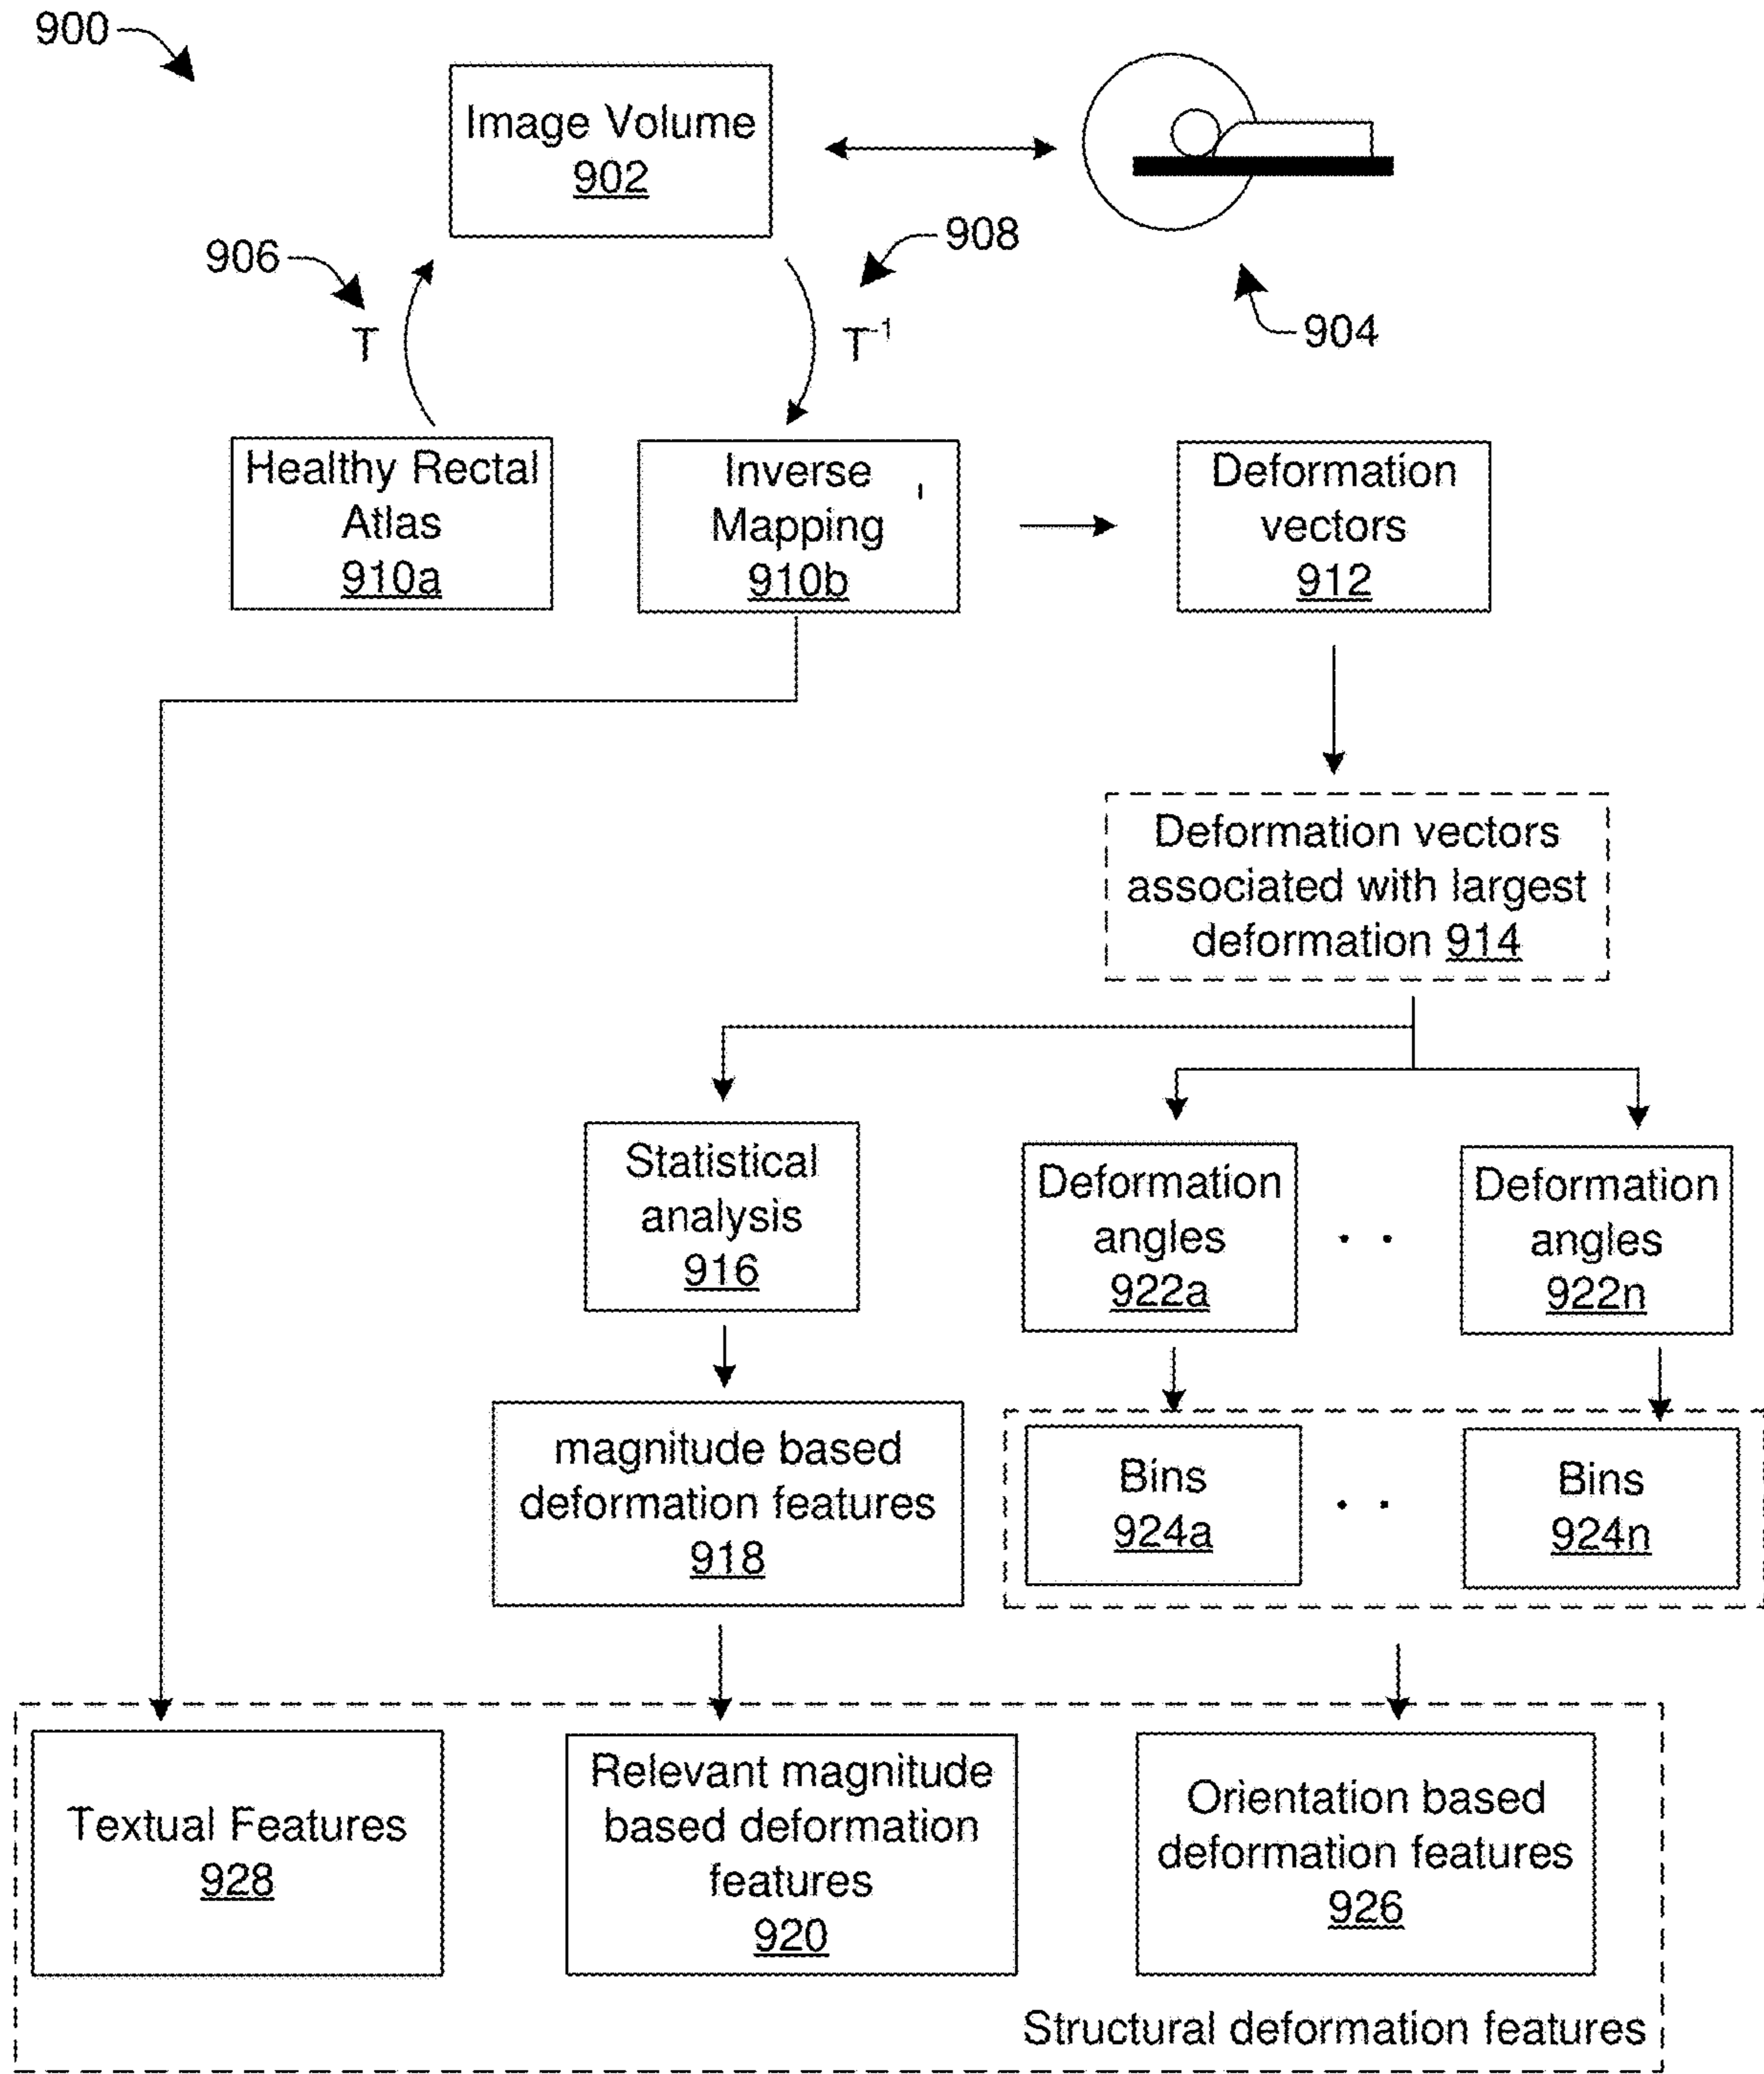 900
Image Volume
902
906
908
T
T-1
904
Healthy Rectal
Atlas
910a
Inverse
Mapping
910b
Deformation
vectors
912
Deformation vectors
associated with largest
deformation 914
Statistical
analysis
916
Deformation
angles
922a
. .
Deformation
angles
922n
magnitude based
deformation features
918
Bins
924a
. .
Bins
924n
Textual Features
928
Relevant magnitude
based deformation
features
920
Orientation based
deformation features
926
Structural deformation features